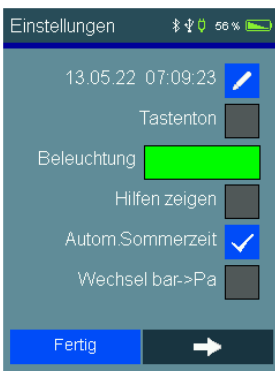 Einstellungen 56 %
13.05.22 07:09:23
Tastenton
Beleuchtung
Hilfen zeigen
Autom.Sommerzeit
Wechsel bar->Pa
Fertig